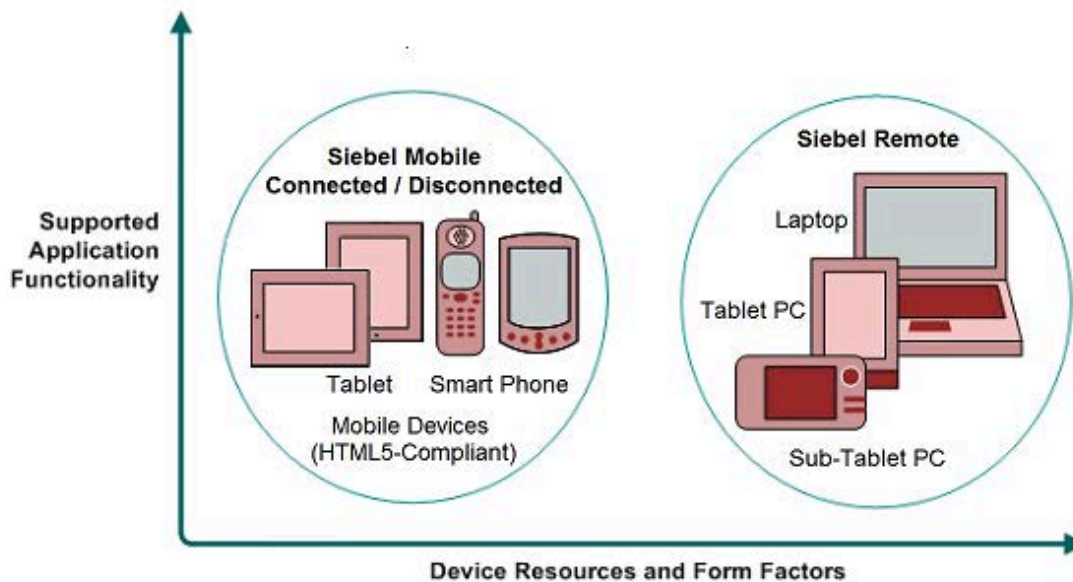 Supported
Application
Functionality
Siebel Mobile
Connected / Disconnected
Tablet
Smart Phone
Mobile Devices
(HTML5-Compliant)
Siebel Remote
Laptop
Tablet PC
Sub-Tablet PC
Device Resources and Form Factors